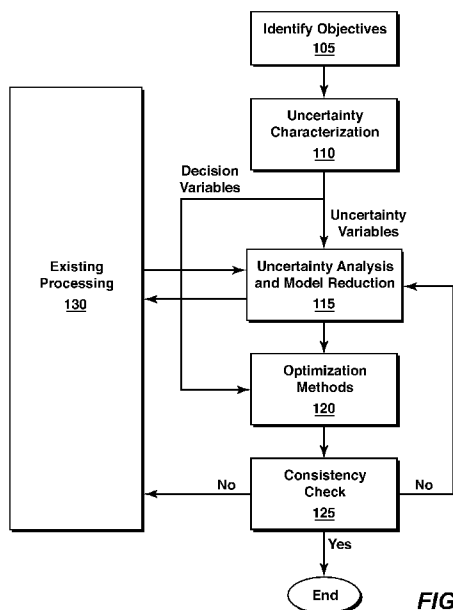 Identify Objectives
105
Uncertainty
Characterization
110
Decision
Variables
Uncertainty
Variables
Existing
Processing
130
Uncertainty Analysis
and Model Reduction
115
Optimization
Methods
120
Consistency
Check
125
No
No
Yes
End
FIG